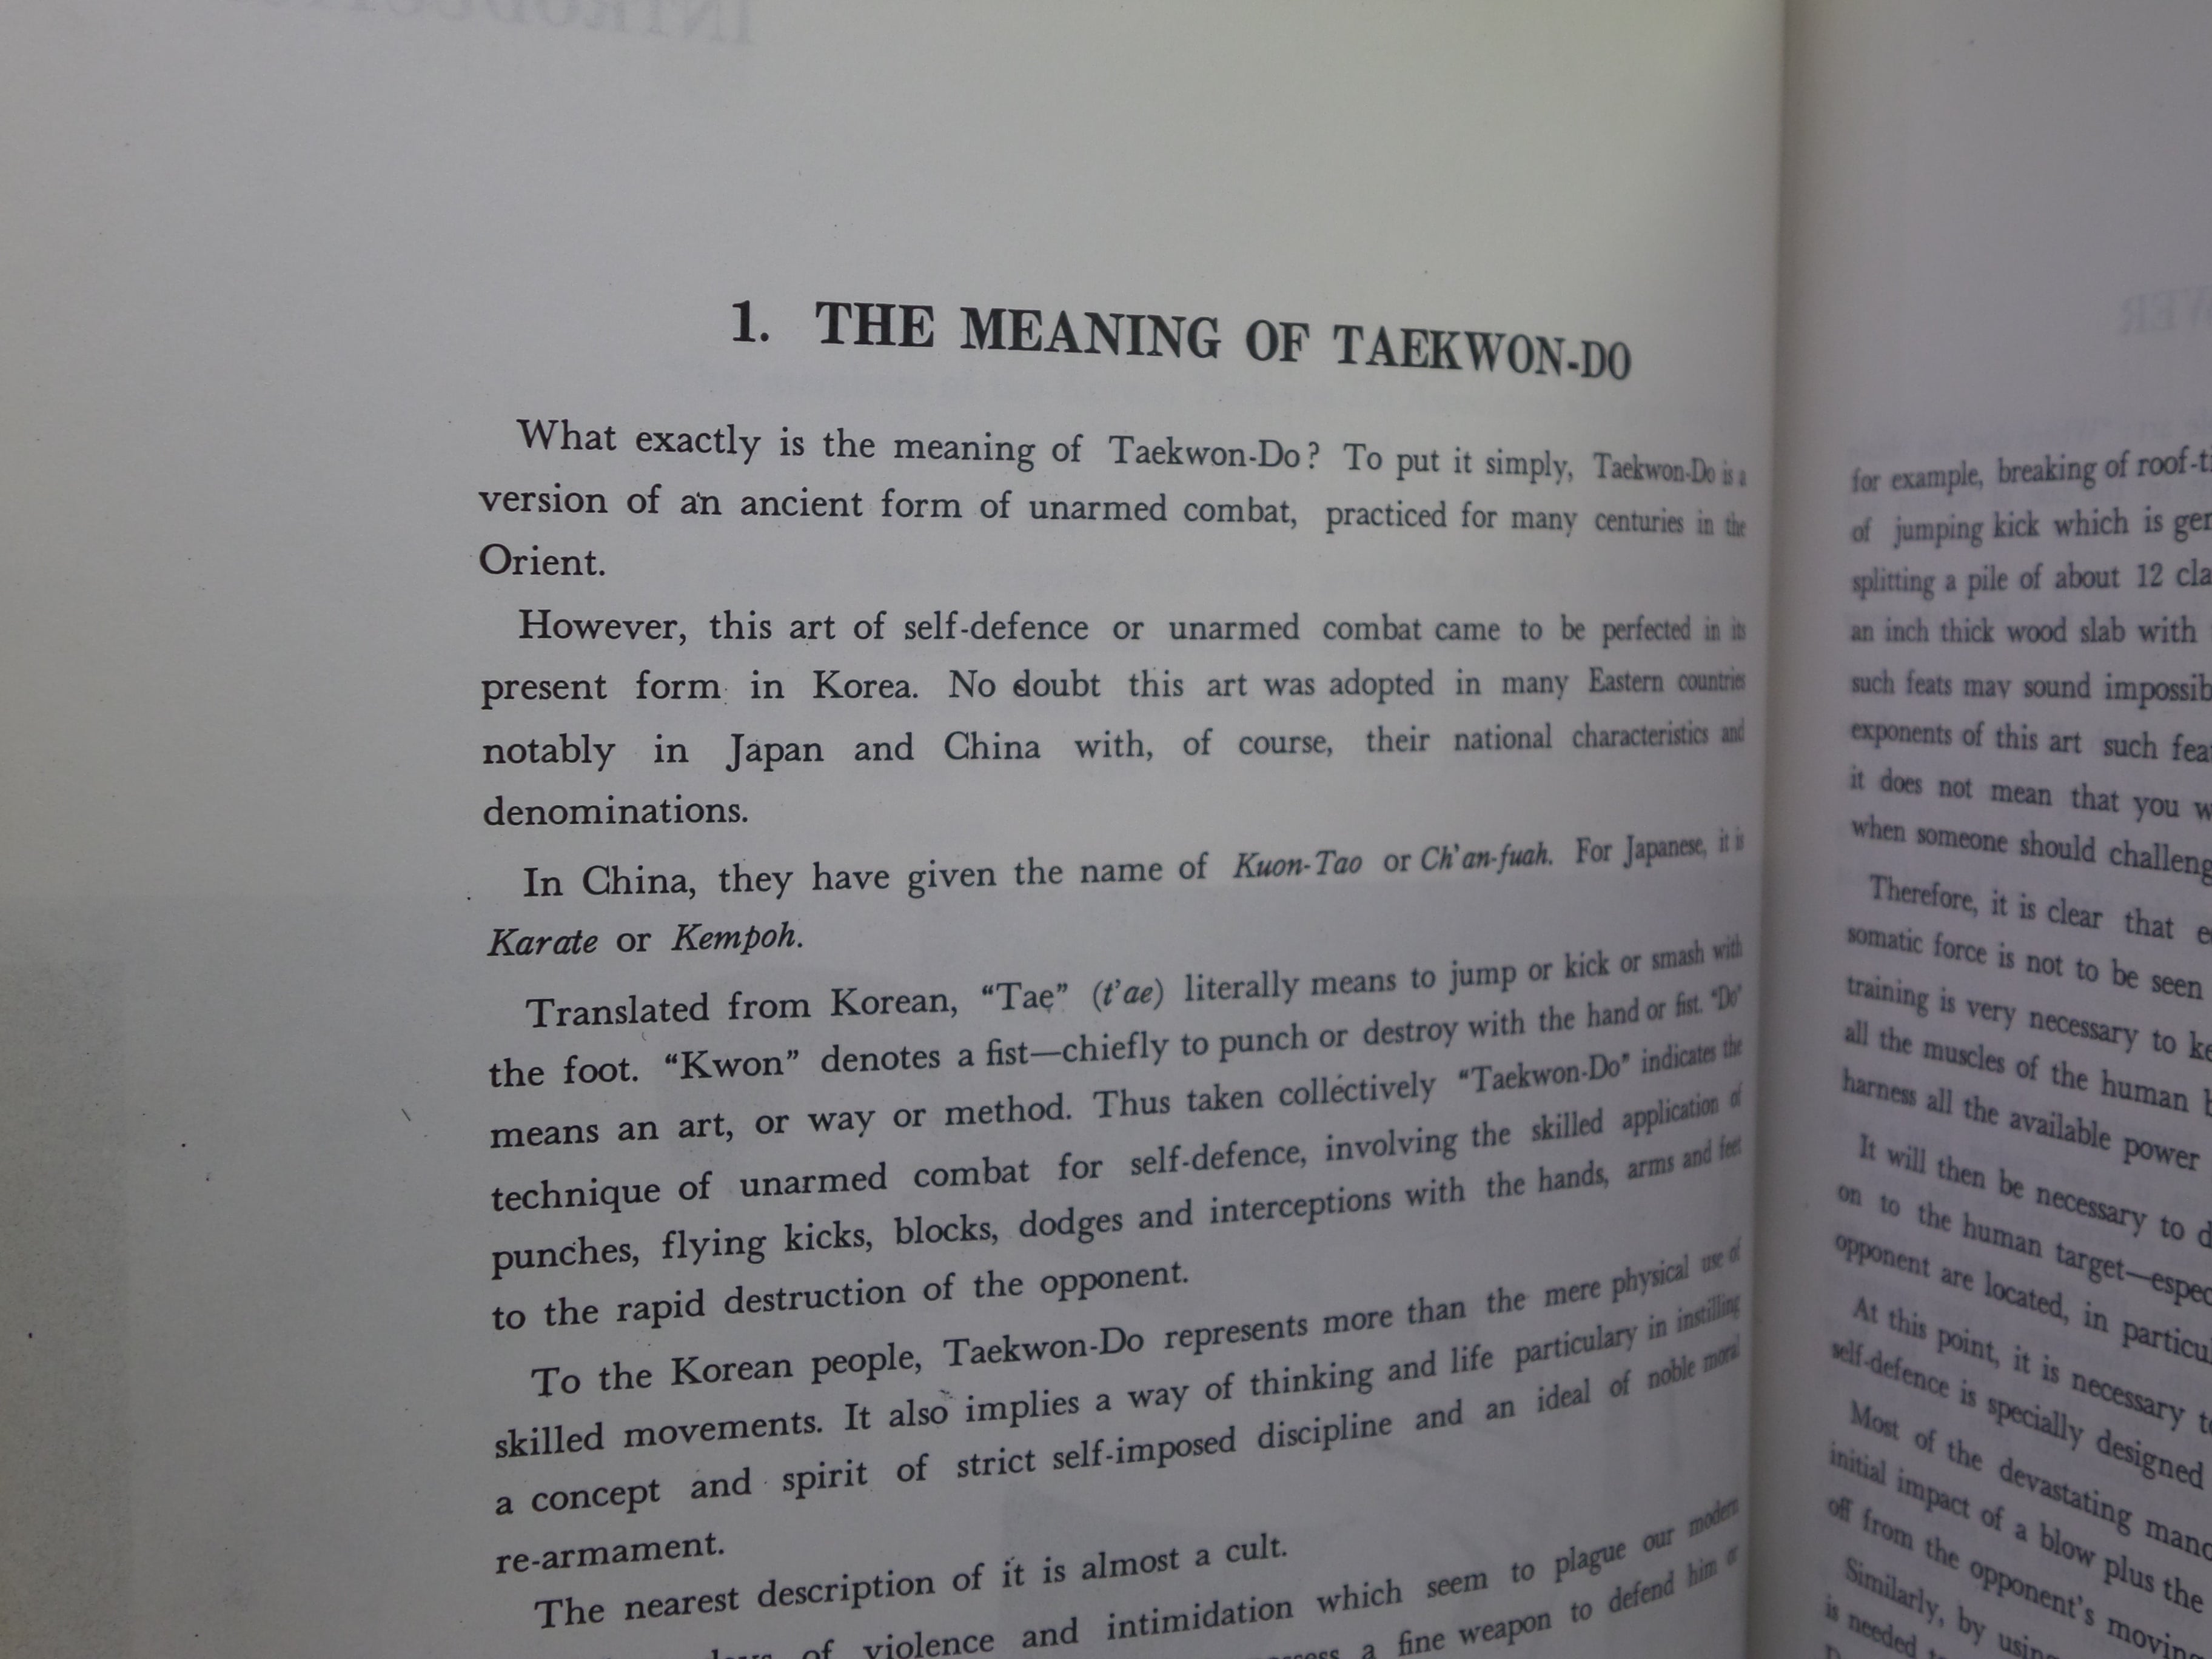 1. THE MEANING OF TAEKWON-DO
What exactly is the meaning of Taekwon-Do? To put it simply, Taekwon-Do is a
version of an ancient form of unarmed combat, practiced for many centuries in the
Orient.
However, this art of self-defence or unarmed combat came to be perfected in its
present form in Korea. No doubt this art was adopted in many Eastern countries
notably in Japan and China with, of course, their national characteristics and
denominations.
In China, they have given the name of Kuon-Tao or Ch'an-fuah. For Japanese, it is
Karate or Kempoh.
Translated from Korean, “Tae” (t'ae) literally means to jump or kick or smash with
the foot. “Kwon” denotes a fist—chiefly to punch or destroy with the hand or fist. “Do”
means an art, or way or method. Thus taken collectively “Taekwon-Do” indicates the
technique of unarmed combat for self-defence, involving the skilled application of
punches, flying kicks, blocks, dodges and interceptions with the hands, arms and feet
to the rapid destruction of the opponent.
To the Korean people, Taekwon-Do represents more than the mere physical use of
skilled movements. It also implies a way of thinking and life particulary in instilling
a concept and spirit of strict self-imposed discipline and an ideal of noble moral
re-armament.
The nearest description of it is almost a cult.
of violence and intimidation which seem to plague our modern
a fine weapon to defend him or
for example, breaking of
of jumping kick which is
splitting a pile of about 12
an inch thick wood slab with
such feats may sound
exponents of this art such
it does not mean that you
when someone should
Therefore, it is clear that
somatic force is not to be seen
training is very necessary to
all the muscles of the human
harness all the available power
It will then be necessary to
on to the human target—
opponent are located, in
At this point, it is necessary
self-defence is specially designed
Most of the devastating
initial impact of a blow plus the
off from the opponent's
Similarly, by
is needed